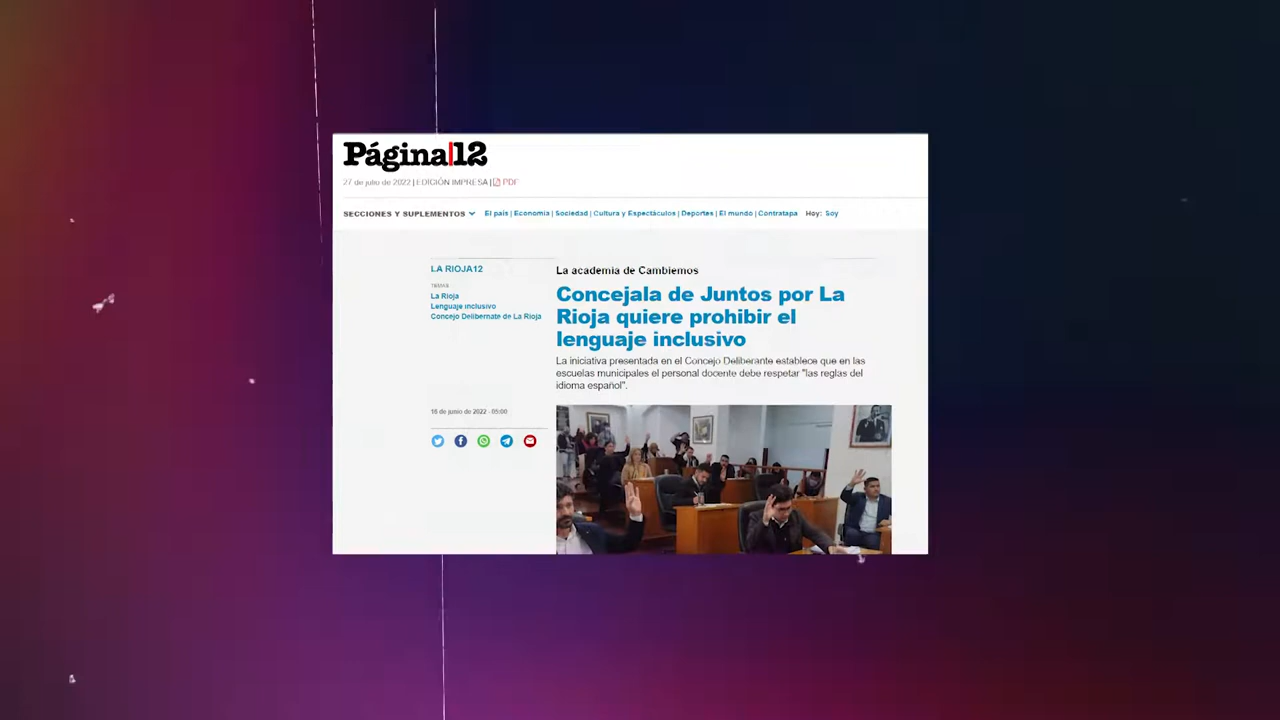 Página|12
27 de julio de 2022 | EDICIÓN IMPRESA | PDF
SECCIONES Y SUPLEMENTOS El país | Economía | Sociedad | Cultura y Espectáculos | Deportes | El mundo | Contratapa Hoy: Soy
LA RIOJA12
TEMAS
La Rioja
Lenguaje inclusivo
Concejo Delibernate de La Rioja
16 de junio de 2022 - 05:00
La academia de Cambiemos
Concejala de Juntos por La
Rioja quiere prohibir el
lenguaje inclusivo
La iniciativa presentada en el Concejo Deliberante establece que en las
escuelas municipales el personal docente debe respetar "las reglas del
idioma español".